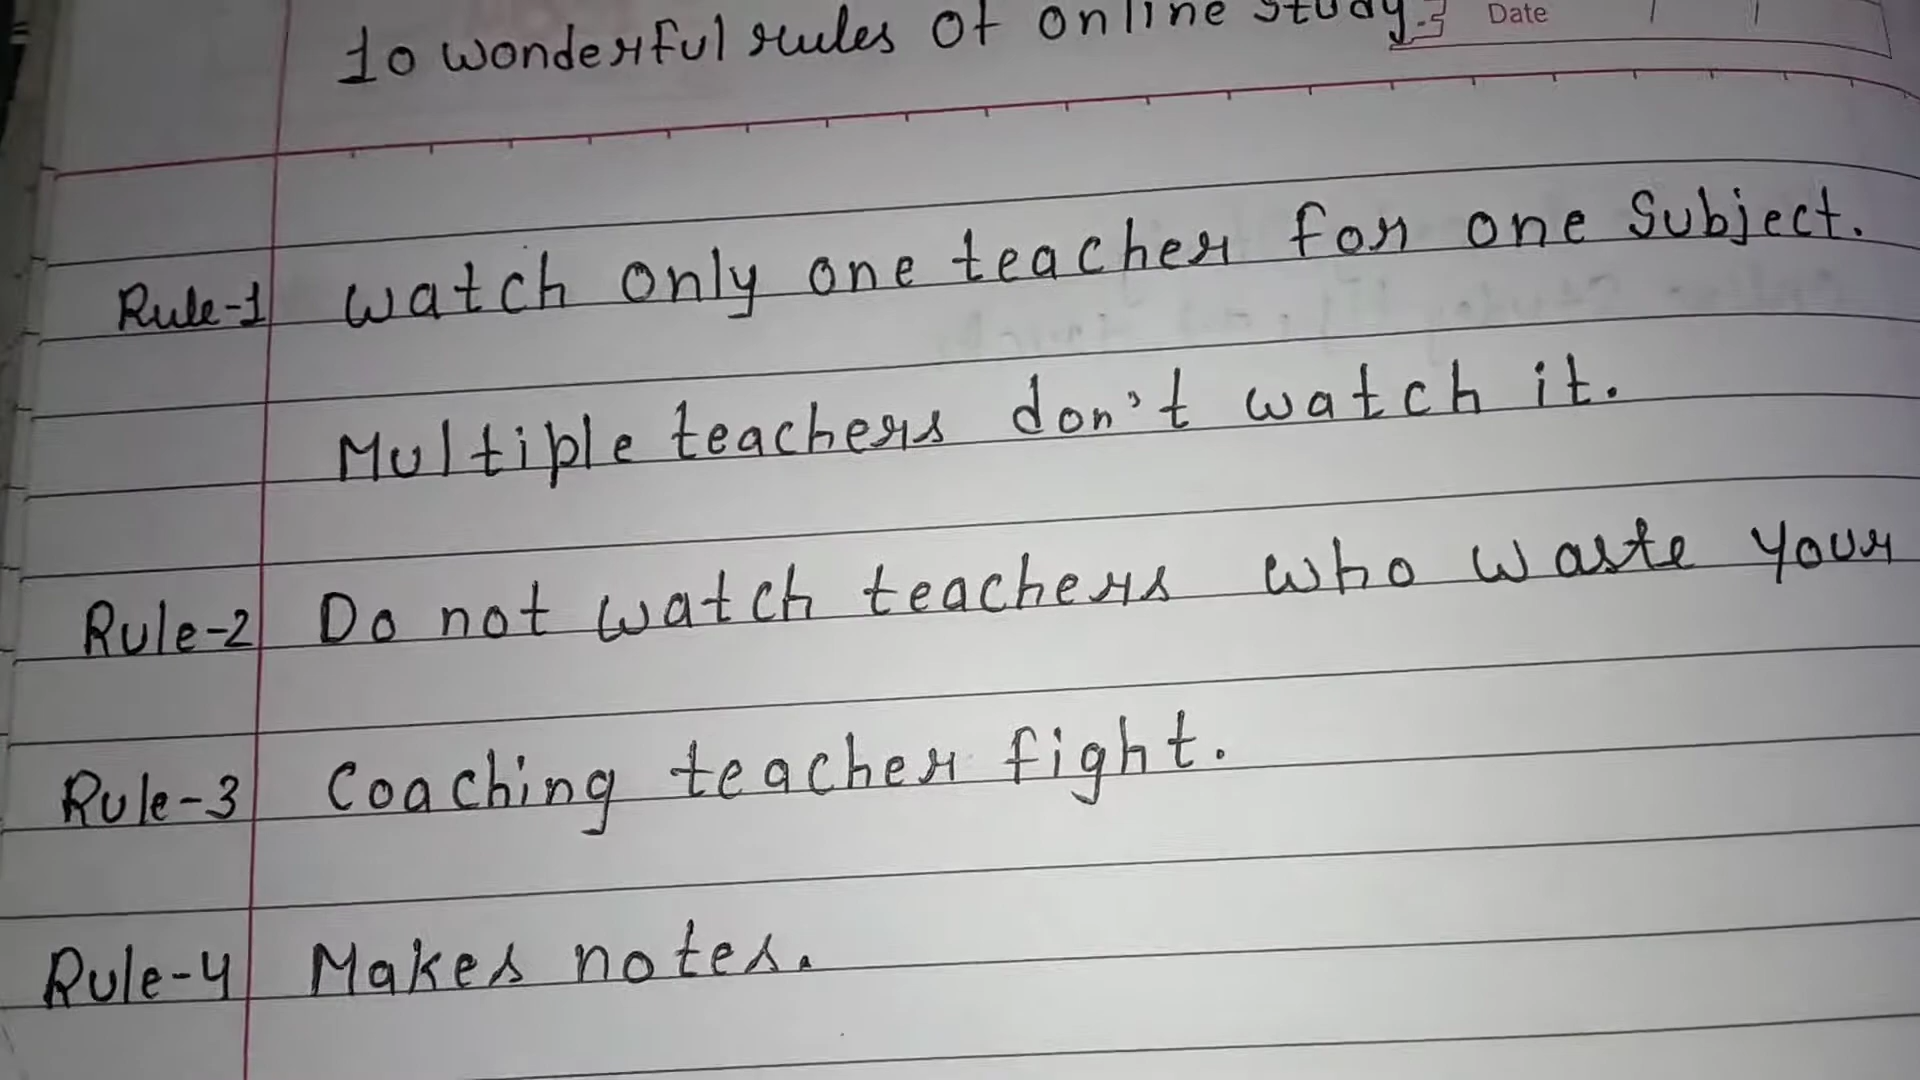 10 wonderful rules of online study.
Date / /
Rule-1 Watch only one teacher for one Subject.
Multiple teachers don't watch it.
Rule-2 Do not watch teachers who waste your
Rule-3 Coaching teacher fight.
Rule-4 Makes notes.